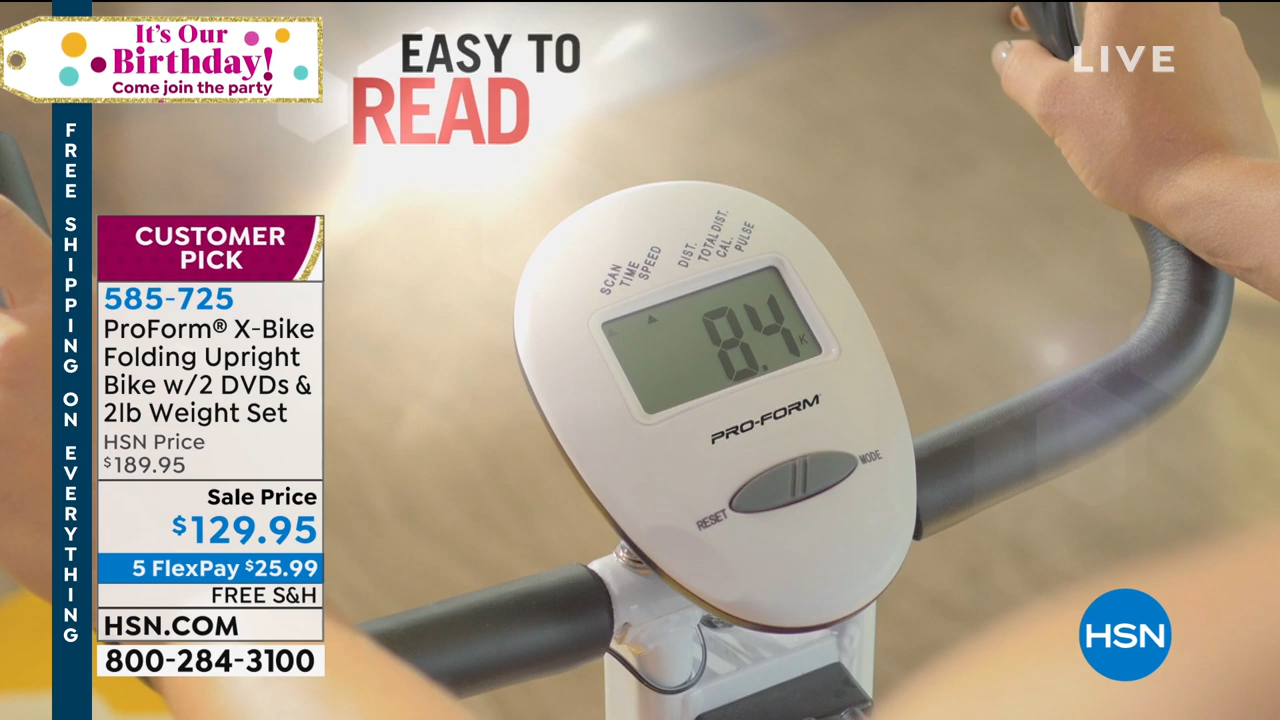 It's Our
Birthday!
Come join the party
EASY TO
READ
LIVE
FREE SHIPPING ON EVERYTHING
CUSTOMER
PICK
585-725
ProForm® X-Bike
Folding Upright
Bike w/2 DVDs &
2lb Weight Set
HSN Price
$189.95
Sale Price
$129.95
5 FlexPay $25.99
FREE S&H
HSN.COM
800-284-3100
SCAN
TIME
SPEED
DIST.
TOTAL DIST.
CAL.
PULSE
8.4
K
PRO-FORM
RESET
MODE
HSN